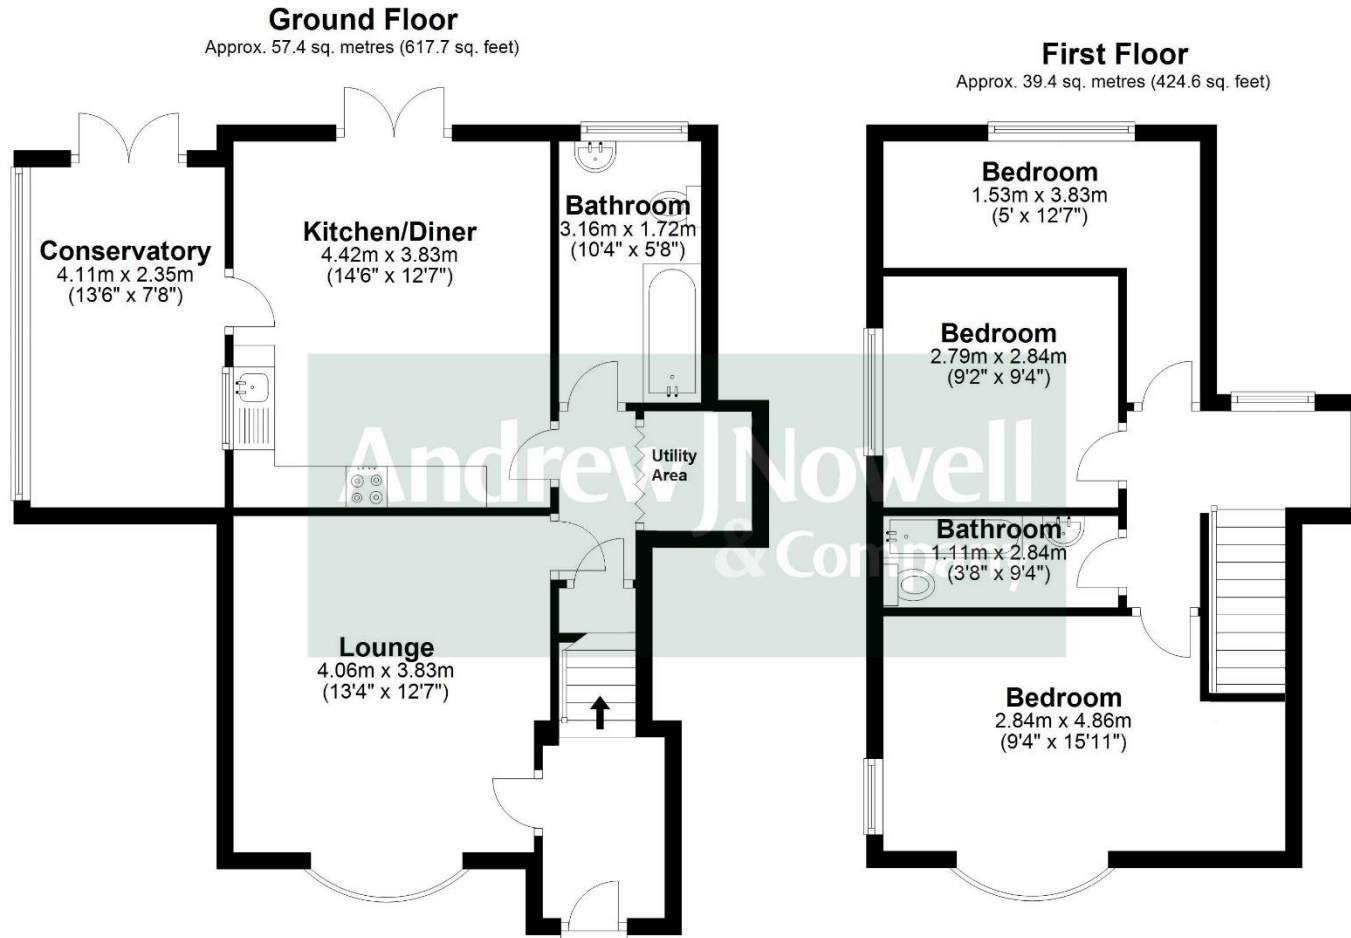 Ground Floor
Approx. 57.4 sq. metres (617.7 sq. feet)
First Floor
Approx. 39.4 sq. metres (424.6 sq. feet)
Conservatory
4.11m x 2.35m
(13'6" x 7'8")
Kitchen/Diner
4.42m x 3.83m
(14'6" x 12'7")
Bathroom
3.16m x 1.72m
(10'4" x 5'8")
Utility
Area
Lounge
4.06m x 3.83m
(13'4" x 12'7")
Bedroom
1.53m x 3.83m
(5' x 12'7")
Bedroom
2.79m x 2.84m
(9'2" x 9'4")
Bathroom
1.11m x 2.84m
(3'8" x 9'4")
Bedroom
2.84m x 4.86m
(9'4" x 15'11")
Andrew J Nowell
& Company